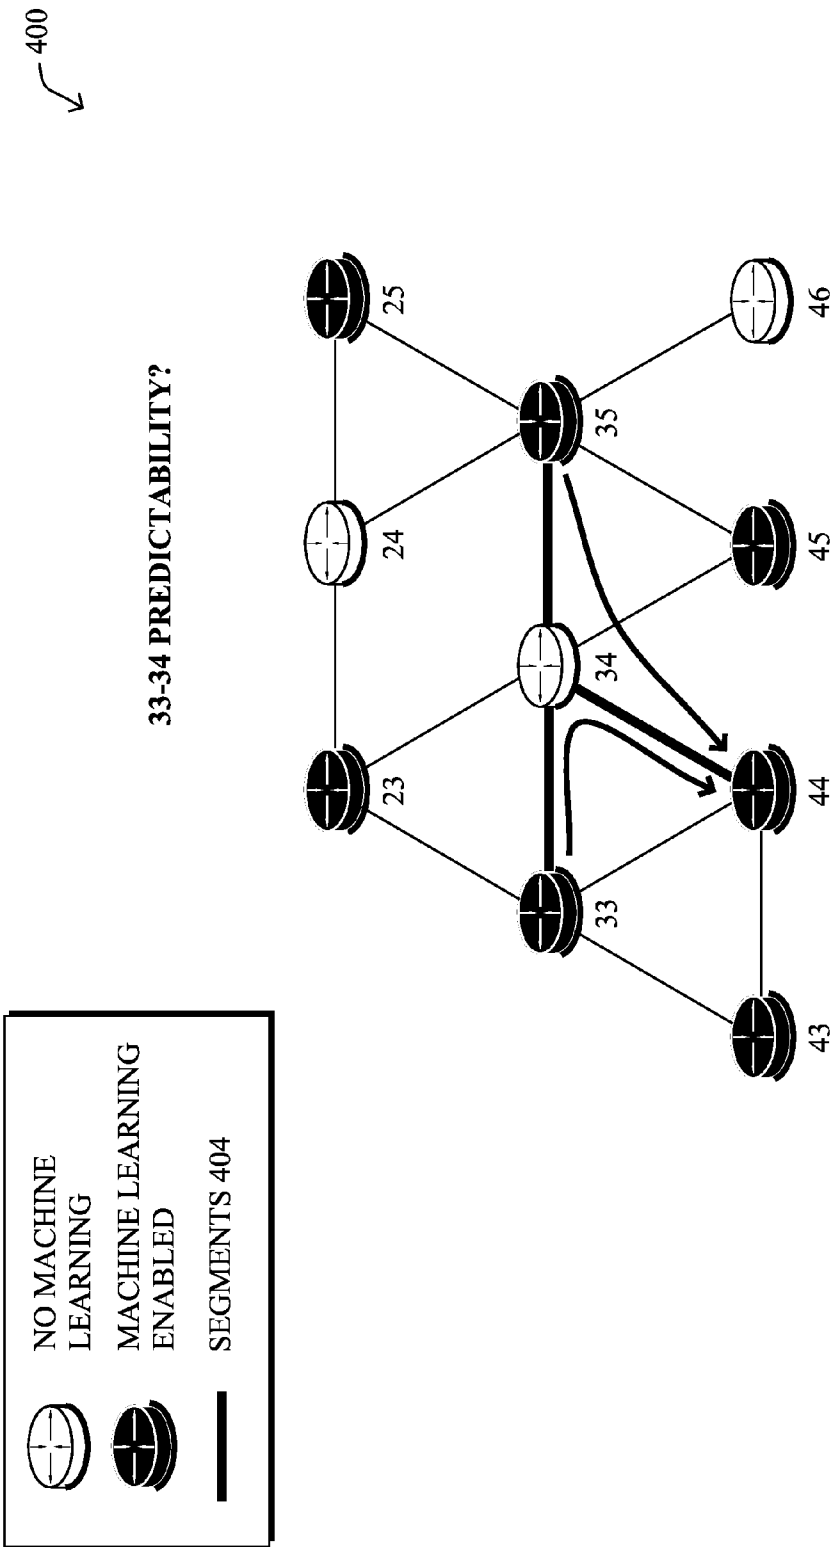 400
NO MACHINE
LEARNING
MACHINE LEARNING
ENABLED
SEGMENTS 404
33-34 PREDICTABILITY?
23
24
25
33
34
35
43
44
45
46